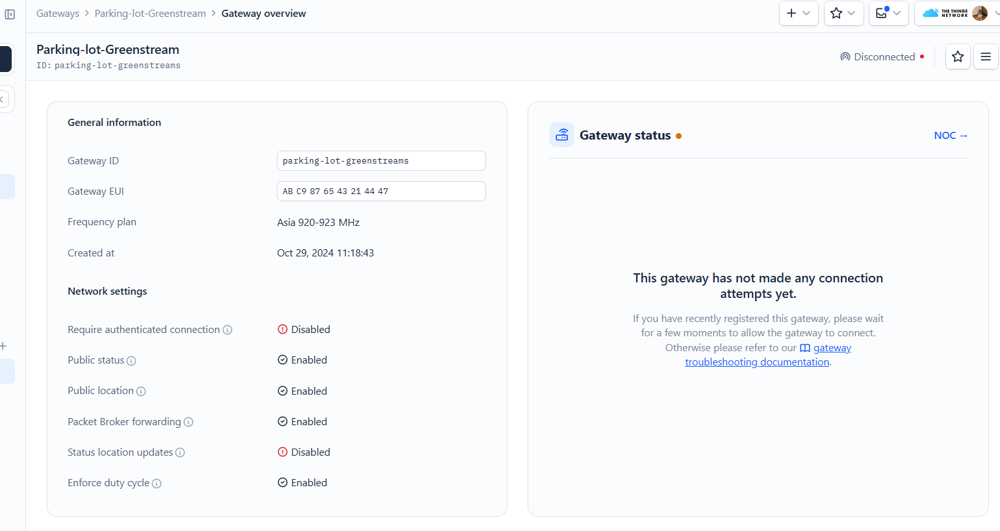 Gateways > Parking-lot-Greenstream > Gateway overview
THE THINGS
NETWORK
Parking-lot-Greenstream
ID: parking-lot-greenstreams
Disconnected
K
General information
Gateway ID parking-lot-greenstreams
Gateway EUI AB C9 87 65 43 21 44 47
Frequency plan Asia 920-923 MHz
Created at Oct 29, 2024 11:18:43
Network settings
Require authenticated connection Disabled
Public status Enabled
Public location Enabled
Packet Broker forwarding Enabled
Status location updates Disabled
Enforce duty cycle Enabled
Gateway status
NOC →
This gateway has not made any connection
attempts yet.
If you have recently registered this gateway, please wait
for a few moments to allow the gateway to connect.
Otherwise please refer to our gateway
troubleshooting documentation.